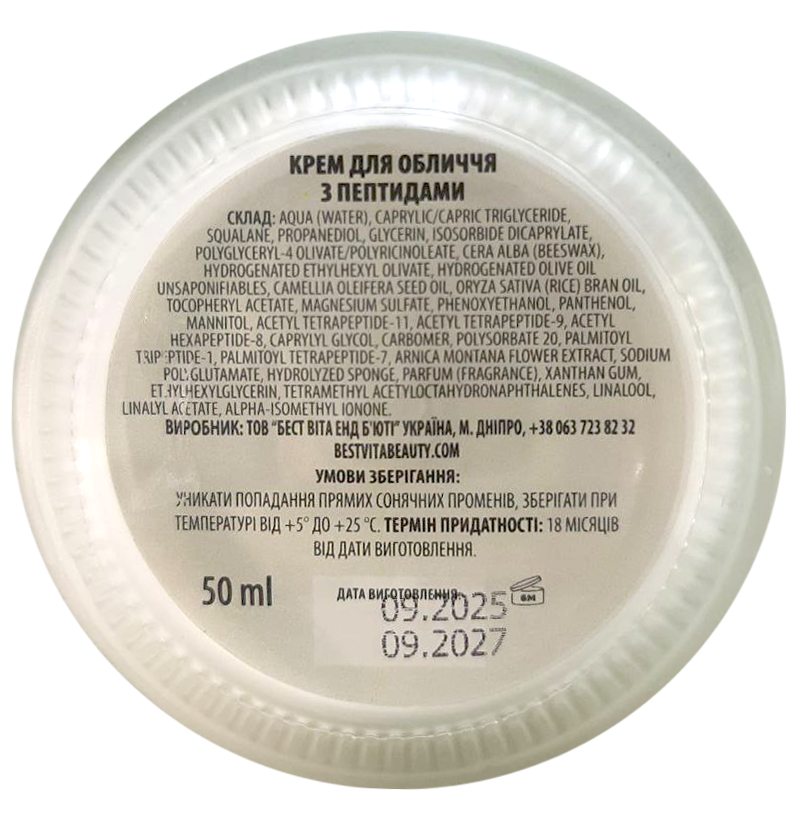 КРЕМ ДЛЯ ОБЛИЧЧЯ
З ПЕПТИДАМИ
СКЛАД: AQUA (WATER), CAPRYLIC/CAPRIC TRIGLYCERIDE,
SQUALANE, PROPANEDIOL, GLYCERIN, ISOSORBIDE DICAPRYLATE,
POLYGLYCERYL-4 OLIVATE/POLYRICINOLEATE, CERA ALBA (BEESWAX),
HYDROGENATED ETHYLHEXYL OLIVATE, HYDROGENATED OLIVE OIL
UNSAPONIFIABLES, CAMELLIA OLEIFERA SEED OIL, ORYZA SATIVA (RICE) BRAN OIL,
TOCOPHERYL ACETATE, MAGNESIUM SULFATE, PHENOXYETHANOL, PANTHENOL,
MANNITOL, ACETYL TETRAPEPTIDE-11, ACETYL TETRAPEPTIDE-9, ACETYL
HEXAPEPTIDE-8, CAPRYLYL GLYCOL, CARBOMER, POLYSORBATE 20, PALMITOYL
TRIPEPTIDE-1, PALMITOYL TETRAPEPTIDE-7, ARNICA MONTANA FLOWER EXTRACT, SODIUM
POLYGLUTAMATE, HYDROLYZED SPONGE, PARFUM (FRAGRANCE), XANTHAN GUM,
ETHYLHEXYLGLYCERIN, TETRAMETHYL ACETYLOCTAHYDRONAPHTHALENES, LINALOOL,
LINALYL ACETATE, ALPHA-ISOMETHYL IONONE.
ВИРОБНИК: ТОВ "БЕСТ ВІТА ЕНД Б'ЮТІ" УКРАЇНА, М. ДНІПРО, +38 063 723 82 32
BESTVITABEAUTY.COM
УМОВИ ЗБЕРІГАННЯ:
УНИКАТИ ПОПАДАННЯ ПРЯМИХ СОНЯЧНИХ ПРОМЕНІВ, ЗБЕРІГАТИ ПРИ
ТЕМПЕРАТУРІ ВІД +5° ДО +25 °С. ТЕРМІН ПРИДАТНОСТІ: 18 МІСЯЦІВ
ВІД ДАТИ ВИГОТОВЛЕННЯ.
50 ml
ДАТА ВИГОТОВЛЕННЯ:
6M
09.2025
09.2027